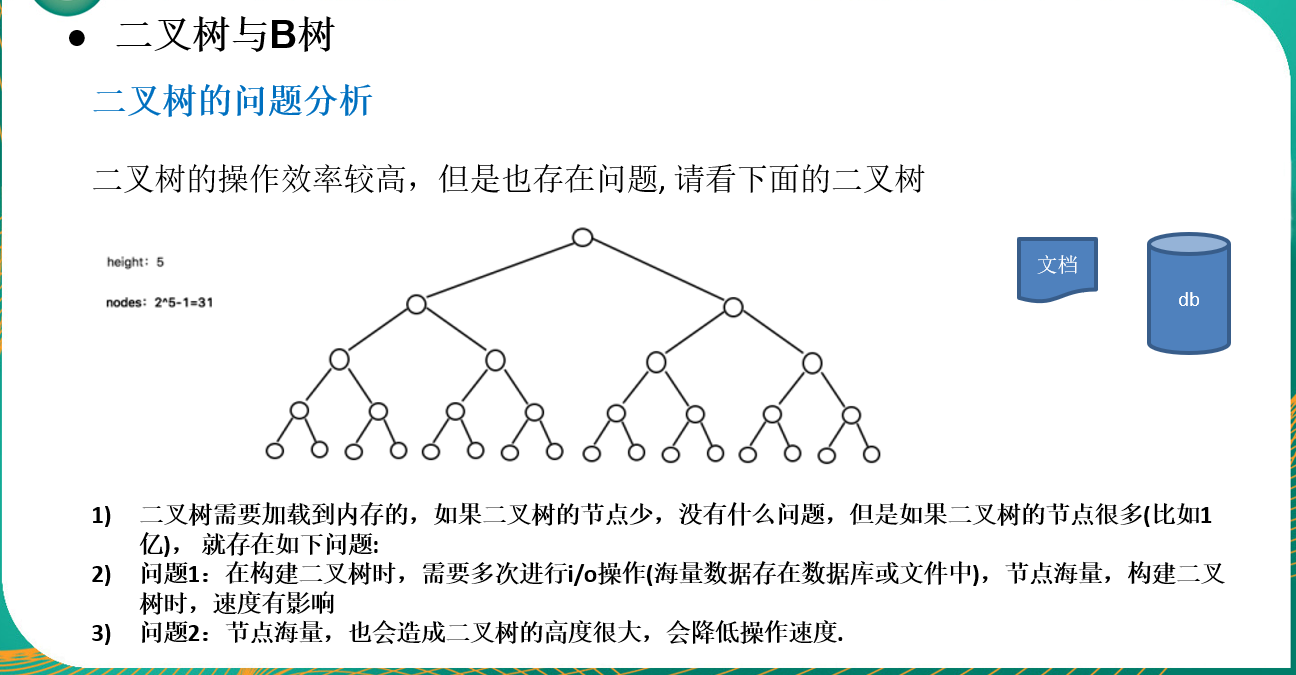 ● 二叉树与B树
二叉树的问题分析
二叉树的操作效率较高，但是也存在问题, 请看下面的二叉树
height：5
nodes：2^5-1=31
文档
db
1) 二叉树需要加载到内存的，如果二叉树的节点少，没有什么问题，但是如果二叉树的节点很多(比如1
亿)， 就存在如下问题:
2) 问题1：在构建二叉树时，需要多次进行i/o操作(海量数据存在数据库或文件中)，节点海量，构建二叉
树时，速度有影响
3) 问题2：节点海量，也会造成二叉树的高度很大，会降低操作速度.